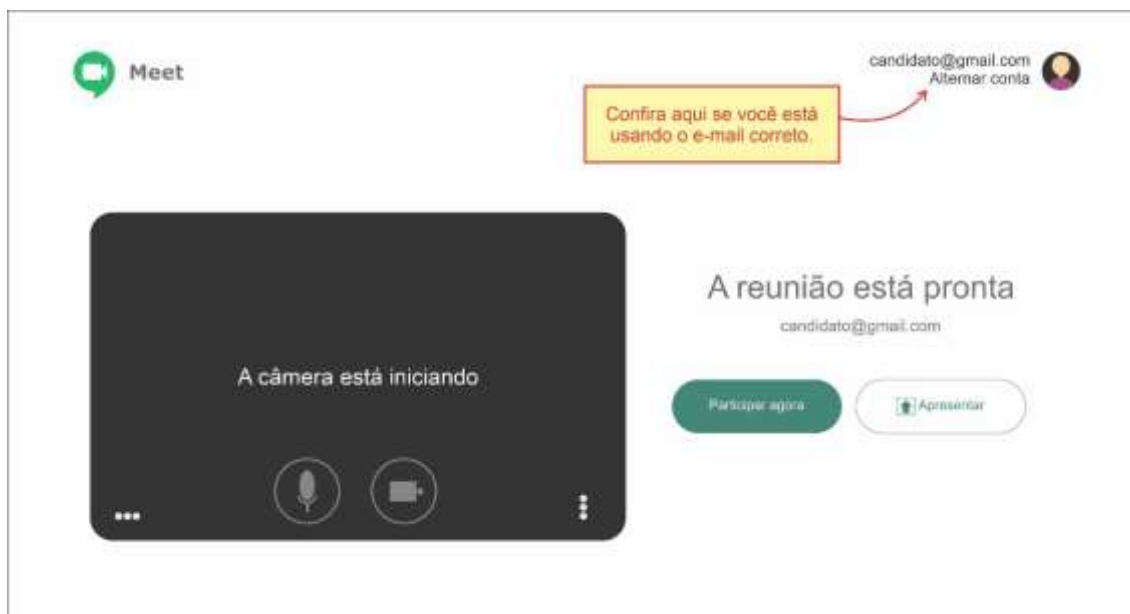 Meet
candidato@gmail.com
Alternar conta
Confira aqui se você está
usando o e-mail correto.
A reunião está pronta
candidato@gmail.com
A câmera está iniciando
Participar agora
Apresentar